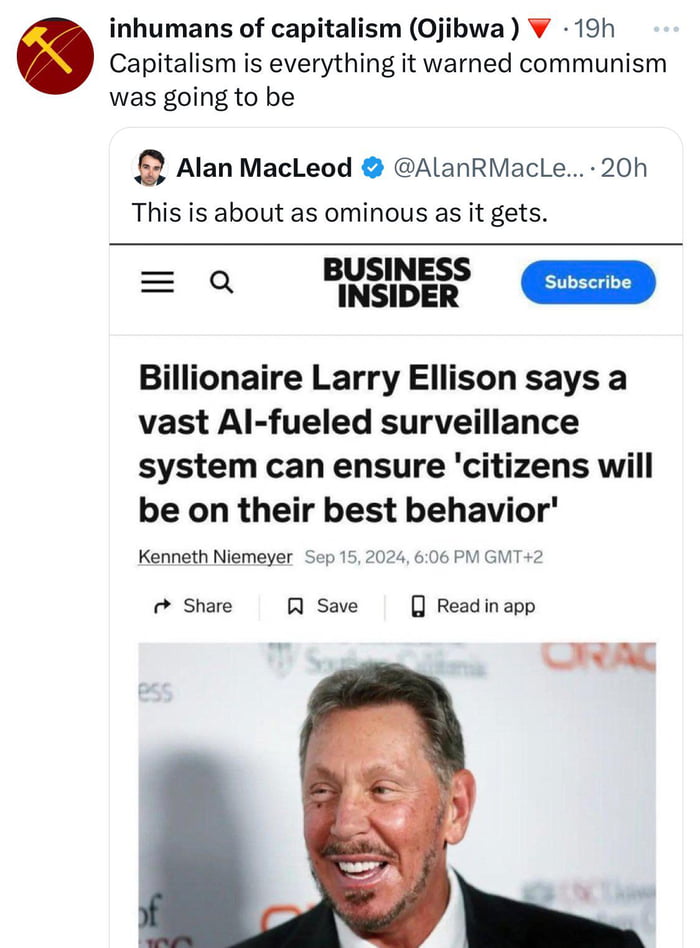 inhumans of capitalism (Ojibwa ) · 19h
Capitalism is everything it warned communism
was going to be
Alan MacLeod @AlanRMacLe... · 20h
This is about as ominous as it gets.
BUSINESS
INSIDER
Subscribe
Billionaire Larry Ellison says a
vast AI-fueled surveillance
system can ensure 'citizens will
be on their best behavior'
Kenneth Niemeyer Sep 15, 2024, 6:06 PM GMT+2
Share Save Read in app
ORAC
ess
of